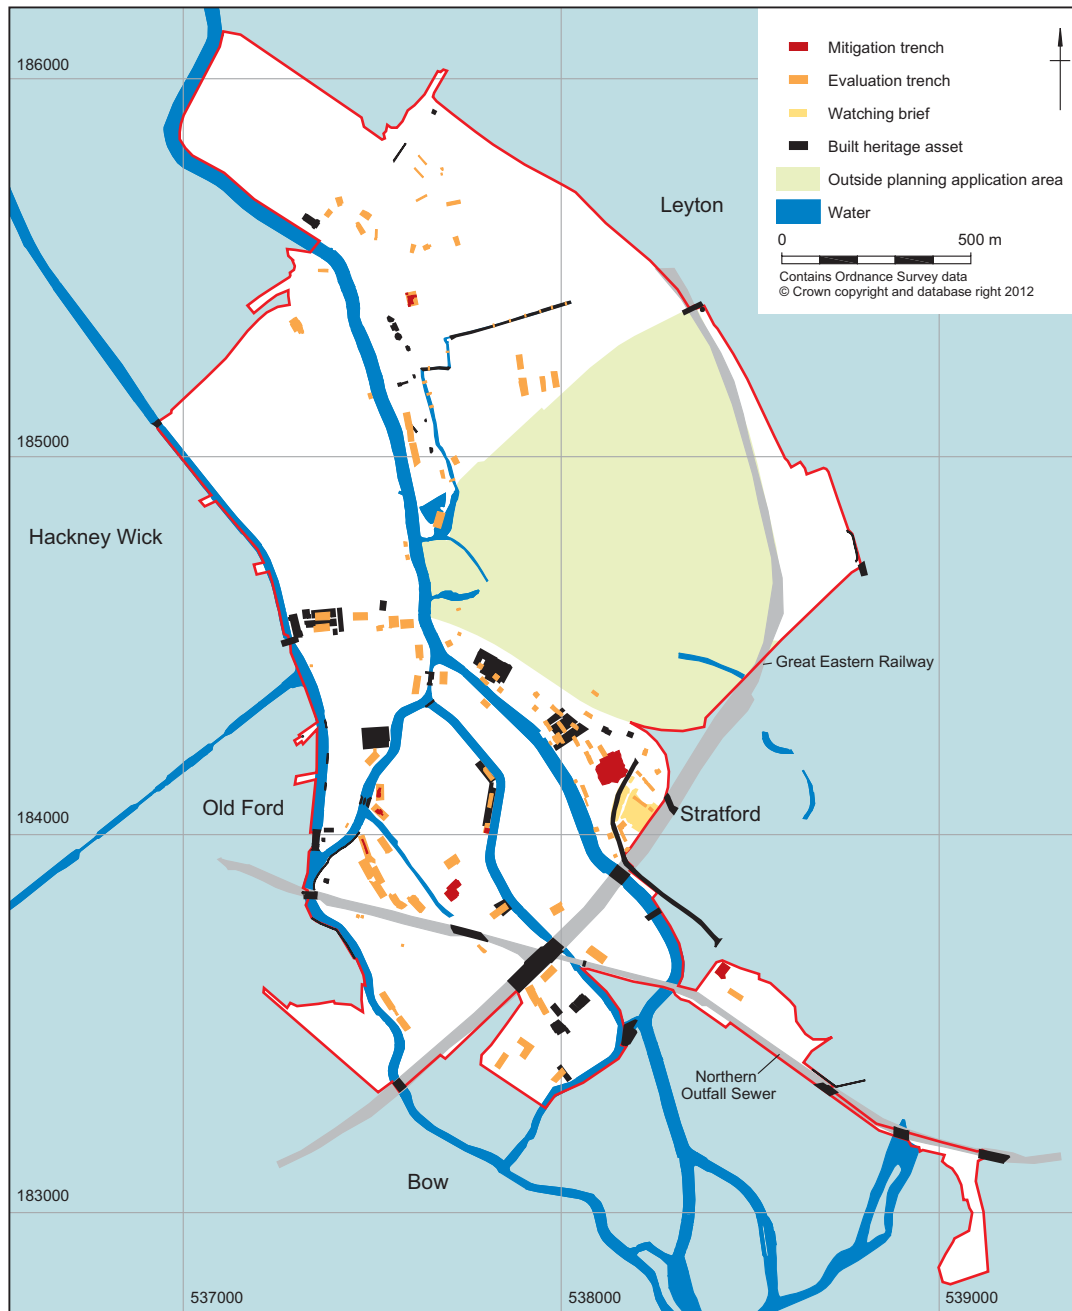 Mitigation trench
Evaluation trench
Watching brief
Built heritage asset
Outside planning application area
Water
0 500 m
Contains Ordnance Survey data
© Crown copyright and database right 2012
186000
Leyton
185000
Hackney Wick
Great Eastern Railway
Old Ford
Stratford
184000
Northern
Outfall Sewer
Bow
183000
537000
538000
539000